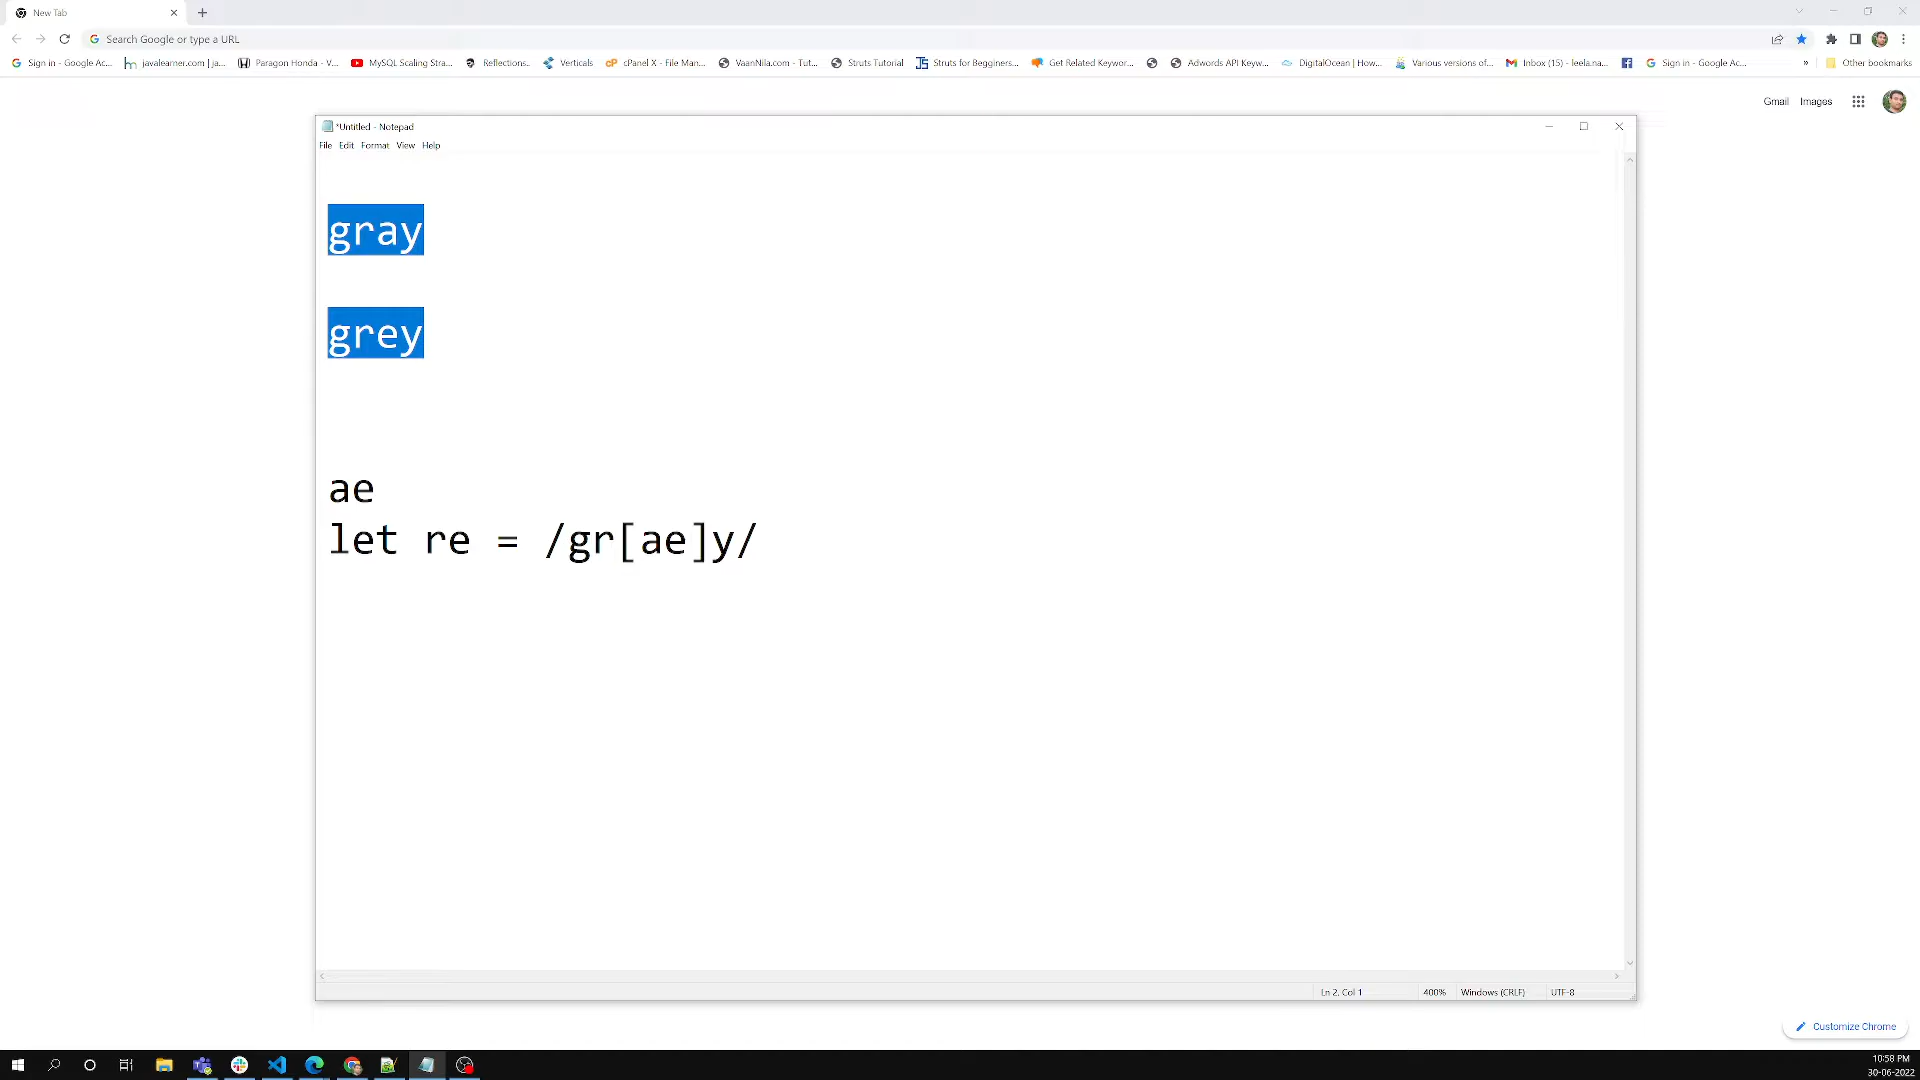 New Tab
Search Google or type a URL
Sign in - Google Ac...
javalearner.com | ja...
Paragon Honda - V...
MySQL Scaling Stra...
Reflections..
Verticals
cPanel X - File Man...
VaanNila.com - Tut...
Struts Tutorial
Struts for Begginers...
Get Related Keywor...
Adwords API Keyw...
DigitalOcean | How...
Various versions of...
Inbox (15) - leela.na...
Sign in - Google Ac...
»
Other bookmarks
Gmail Images
*Untitled - Notepad
File Edit Format View Help
gray
grey
ae
let re = /gr[ae]y/
Ln 2, Col 1
400%
Windows (CRLF)
UTF-8
Customize Chrome
10:58 PM
30-06-2022